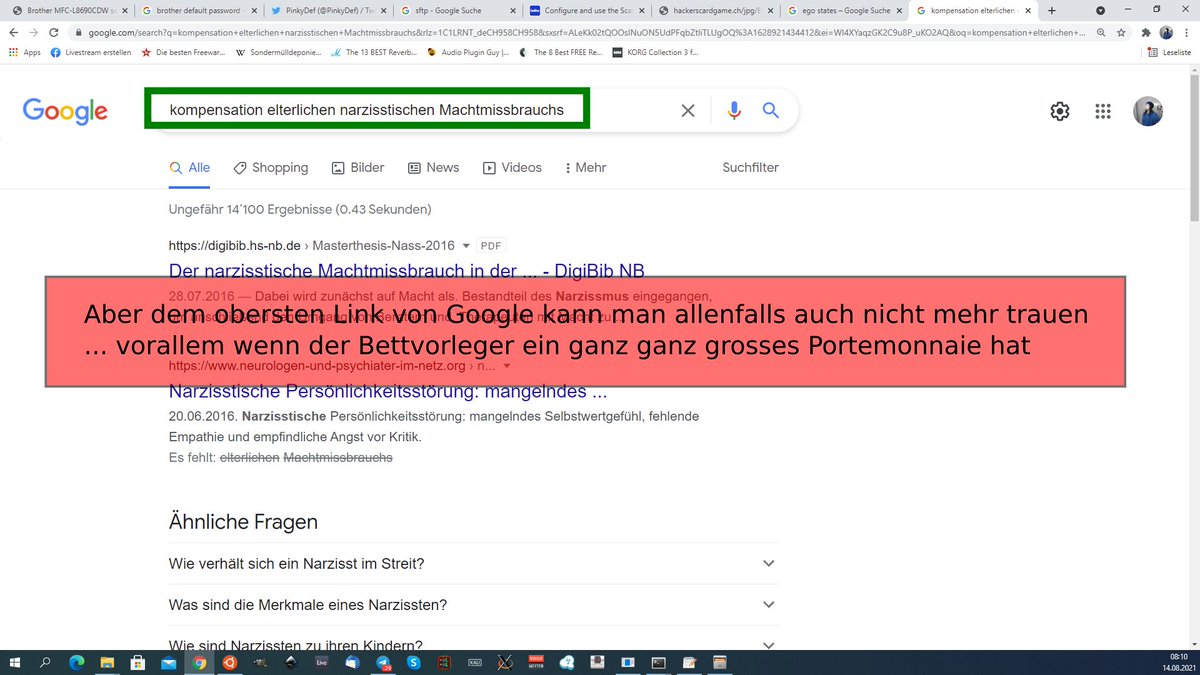 Brother MFC-L8690CDW se
brother default password
PinkyDef (@PinkyDef) / Tw
sftp - Google Suche
Configure and use the Sca
hackerscardgame.ch/jpg/E
ego states – Google Suche
kompensation elterlichen
google.com/search?q=kompensation+elterlichen+narzisstischen+Machtmissbrauchs&rlz=1C1LRNT_deCH958CH958&sxsrf=ALeKk02tQOOslNuON5UdPFqbZtliTLUgOQ%3A1628921434412&ei=Wl4XYaqzGK2C9u8P_uKO2AQ&oq=kompensation+elterlichen+...
Apps
Livestream erstellen
Die besten Freewar...
Sondermülldeponie...
The 13 BEST Reverb...
Audio Plugin Guy |...
The 8 Best FREE Re...
KORG Collection 3 f...
Leseliste
Google
kompensation elterlichen narzisstischen Machtmissbrauchs
Alle Shopping Bilder News Videos Mehr Suchfilter
Ungefähr 14’100 Ergebnisse (0.43 Sekunden)
https://digibib.hs-nb.de › Masterthesis-Nass-2016 PDF
Der narzisstische Machtmissbrauch in der ... - DigiBib NB
28.07.2016 — Dabei wird zunächst auf Macht als. Bestandteil des Narzissmus eingegangen,
Aber dem obersten Link von Google kann man allenfalls auch nicht mehr trauen
... vorallem wenn der Bettvorleger ein ganz ganz grosses Portemonnaie hat
https://www.neurologen-und-psychiater-im-netz.org › n...
Narzisstische Persönlichkeitsstörung: mangelndes ...
20.06.2016. Narzisstische Persönlichkeitsstörung: mangelndes Selbstwertgefühl, fehlende
Empathie und empfindliche Angst vor Kritik.
Es fehlt: elterlichen Machtmissbrauchs
Ähnliche Fragen
Wie verhält sich ein Narzisst im Streit?
Was sind die Merkmale eines Narzissten?
Wie sind Narzissten zu ihren Kindern?
08:10
14.08.2021